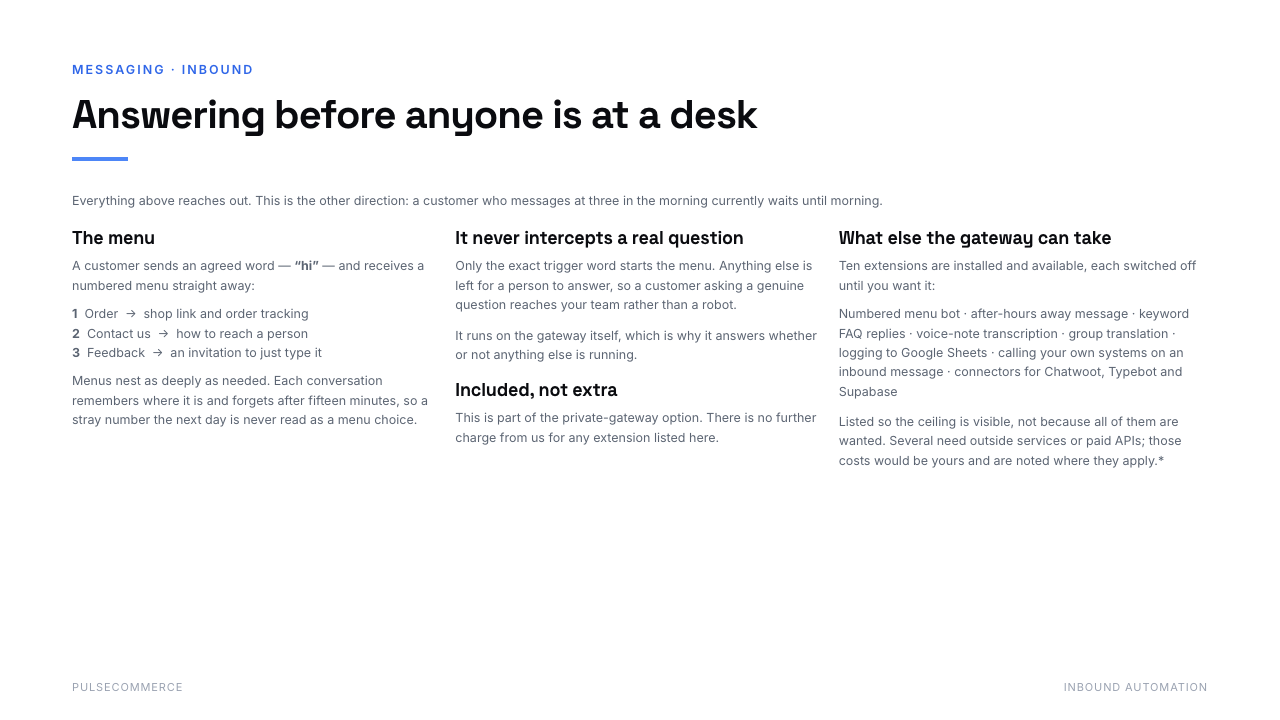 MESSAGING · INBOUND
Answering before anyone is at a desk
Everything above reaches out. This is the other direction: a customer who messages at three in the morning currently waits until morning.
The menu
A customer sends an agreed word — “hi” — and receives a
numbered menu straight away:
1 Order → shop link and order tracking
2 Contact us → how to reach a person
3 Feedback → an invitation to just type it
Menus nest as deeply as needed. Each conversation
remembers where it is and forgets after fifteen minutes, so a
stray number the next day is never read as a menu choice.
It never intercepts a real question
Only the exact trigger word starts the menu. Anything else is
left for a person to answer, so a customer asking a genuine
question reaches your team rather than a robot.
It runs on the gateway itself, which is why it answers whether
or not anything else is running.
Included, not extra
This is part of the private-gateway option. There is no further
charge from us for any extension listed here.
What else the gateway can take
Ten extensions are installed and available, each switched off
until you want it:
Numbered menu bot · after-hours away message · keyword
FAQ replies · voice-note transcription · group translation ·
logging to Google Sheets · calling your own systems on an
inbound message · connectors for Chatwoot, Typebot and
Supabase
Listed so the ceiling is visible, not because all of them are
wanted. Several need outside services or paid APIs; those
costs would be yours and are noted where they apply.*
PULSECOMMERCE
INBOUND AUTOMATION